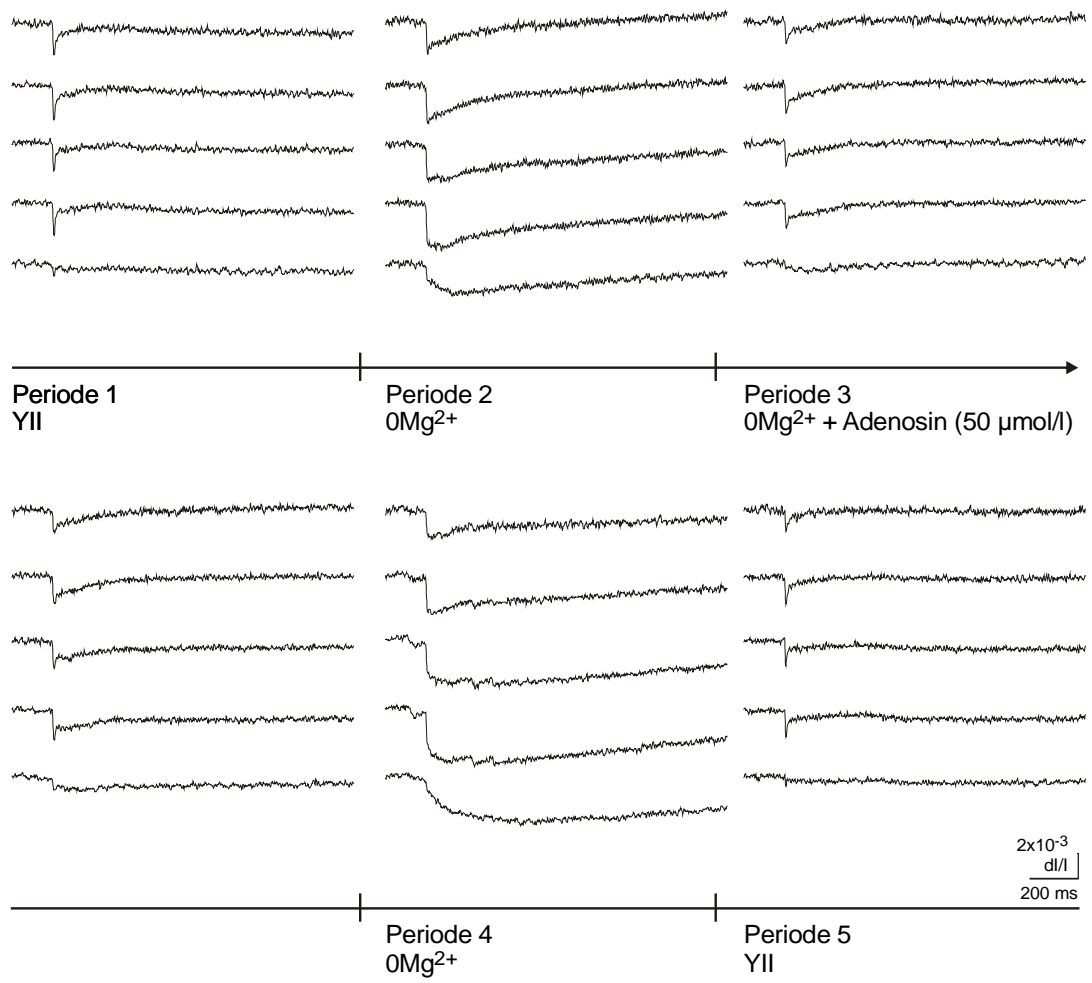 Periode 1
YII
Periode 2
0Mg2+
Periode 3
0Mg2+ + Adenosin (50 µmol/l)
2x10-3
dI/I
200 ms
Periode 4
0Mg2+
Periode 5
YII